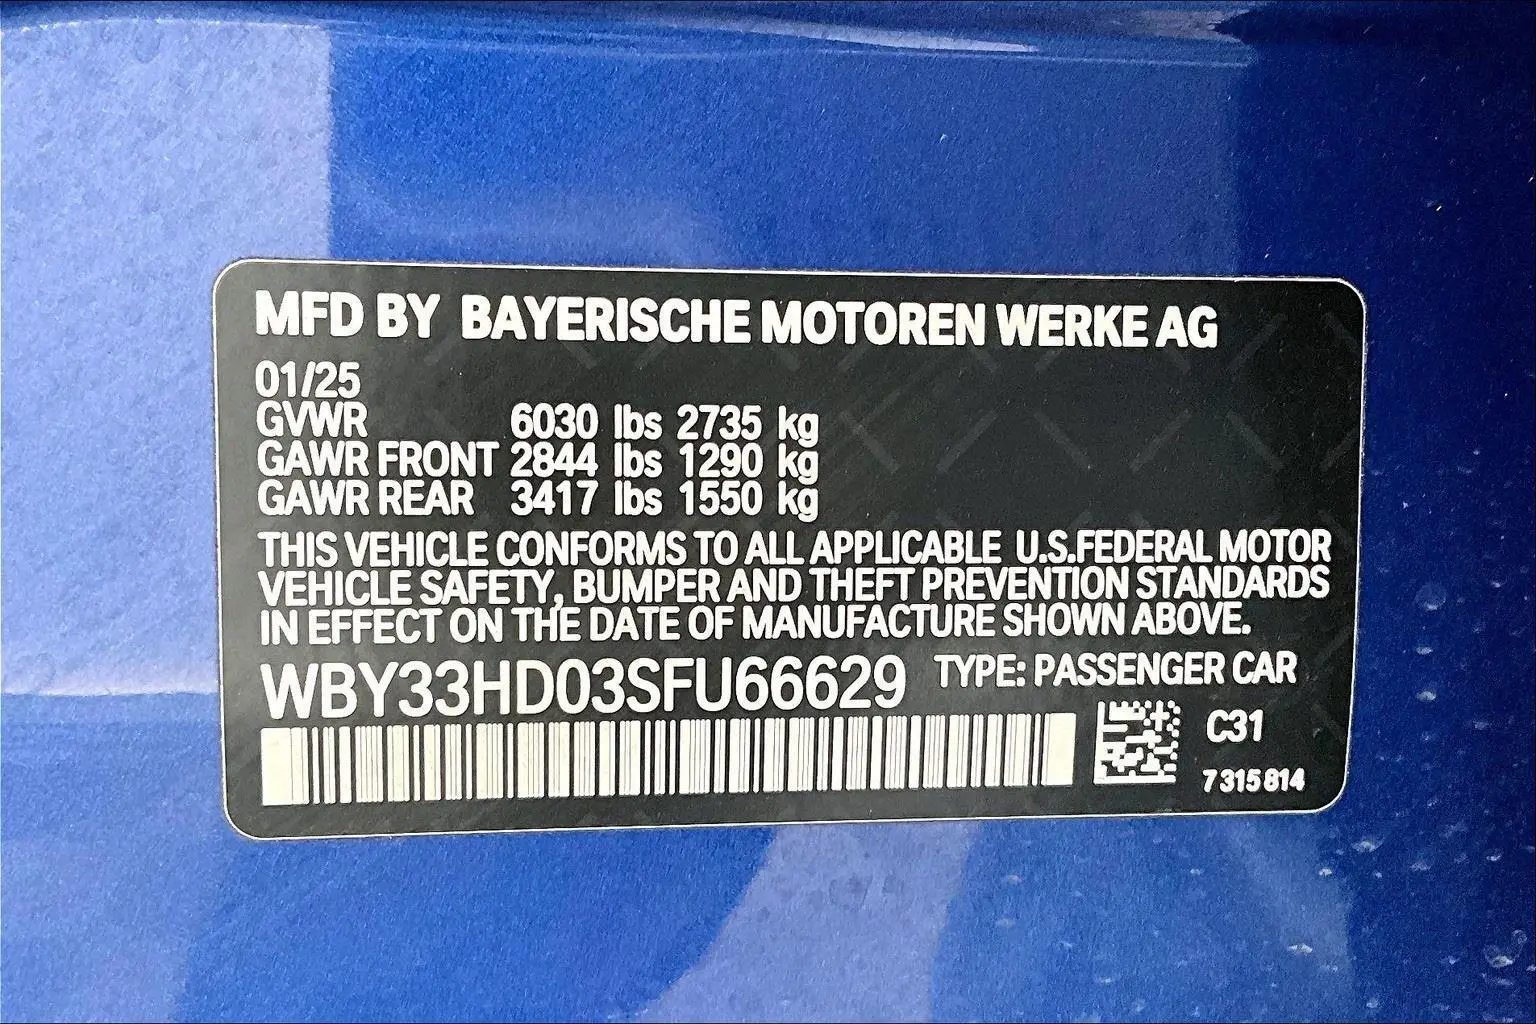 MFD BY BAYERISCHE MOTOREN WERKE AG
01/25
GVWR 6030 lbs 2735 kg
GAWR FRONT 2844 lbs 1290 kg
GAWR REAR 3417 lbs 1550 kg
THIS VEHICLE CONFORMS TO ALL APPLICABLE U.S.FEDERAL MOTOR
VEHICLE SAFETY, BUMPER AND THEFT PREVENTION STANDARDS
IN EFFECT ON THE DATE OF MANUFACTURE SHOWN ABOVE.
WBY33HD03SFU66629 TYPE: PASSENGER CAR
C31
7315814